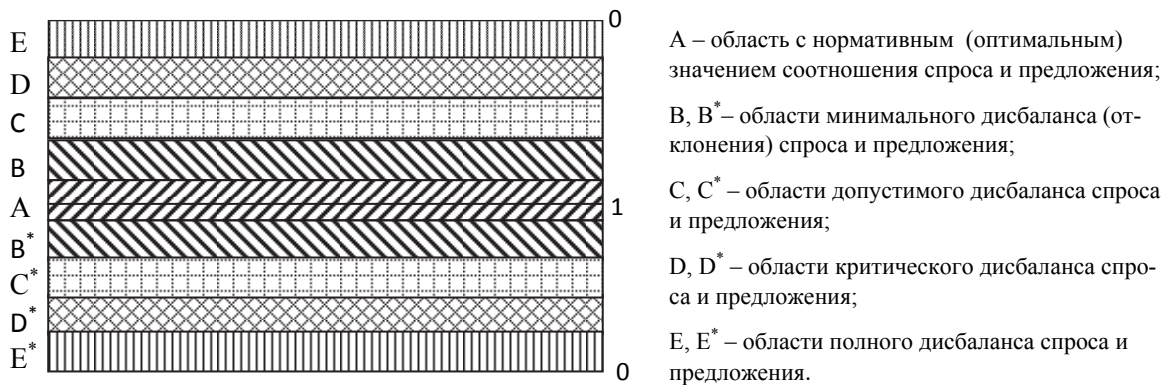 E
0
D
C
B
A
1
B*
C*
D*
E*
0
А – область с нормативным (оптимальным)
значением соотношения спроса и предложения;
В, В* – области минимального дисбаланса (от-
клонения) спроса и предложения;
С, С* – области допустимого дисбаланса спроса
и предложения;
D, D* – области критического дисбаланса спро-
са и предложения;
Е, Е* – области полного дисбаланса спроса и
предложения.